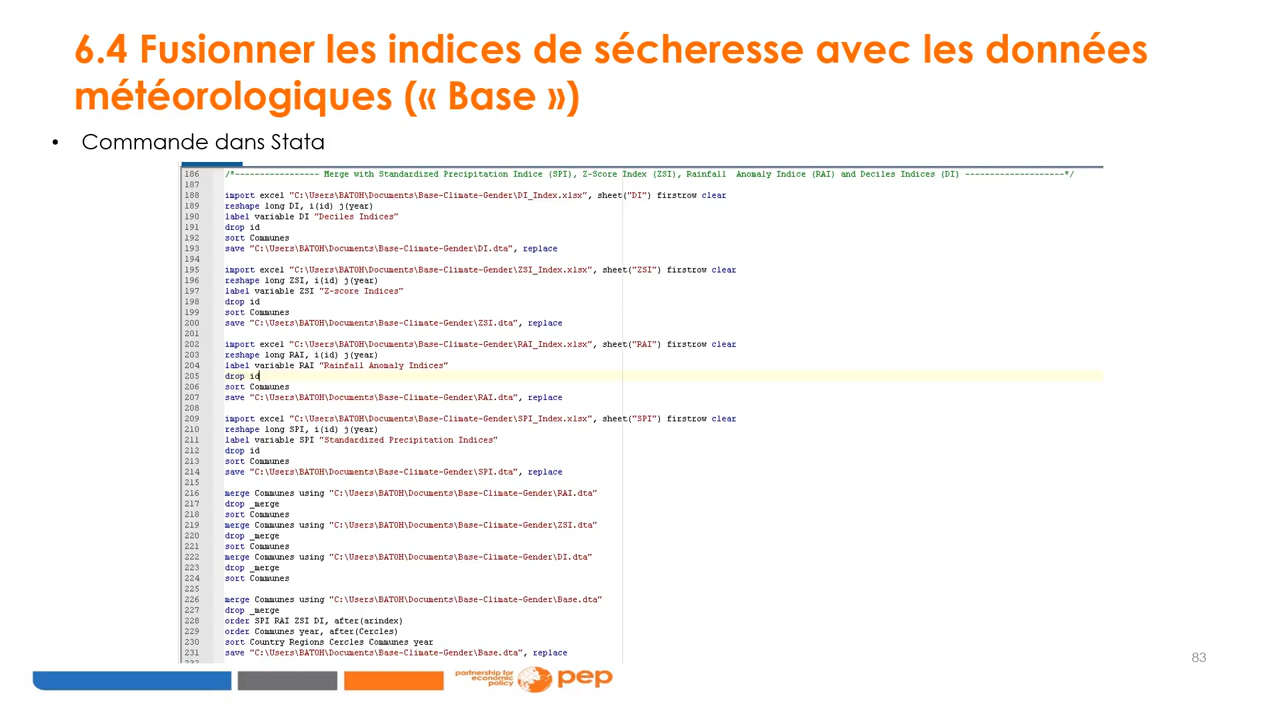 6.4 Fusionner les indices de sécheresse avec les données
météorologiques (« Base »)
• Commande dans Stata
186 /*----------------- Merge with Standardized Precipitation Indice (SPI), Z-Score Index (ZSI), Rainfall  Anomaly Indice (RAI) and Deciles Indices (DI) --------------------*/
187
188 import excel "C:\Users\BATOH\Documents\Base-Climate-Gender\DI_Index.xlsx", sheet("DI") firstrow clear
189 reshape long DI, i(id) j(year)
190 label variable DI "Deciles Indices"
191 drop id
192 sort Communes
193 save "C:\Users\BATOH\Documents\Base-Climate-Gender\DI.dta", replace
194
195 import excel "C:\Users\BATOH\Documents\Base-Climate-Gender\ZSI_Index.xlsx", sheet("ZSI") firstrow clear
196 reshape long ZSI, i(id) j(year)
197 label variable ZSI "Z-score Indices"
198 drop id
199 sort Communes
200 save "C:\Users\BATOH\Documents\Base-Climate-Gender\ZSI.dta", replace
201
202 import excel "C:\Users\BATOH\Documents\Base-Climate-Gender\RAI_Index.xlsx", sheet("RAI") firstrow clear
203 reshape long RAI, i(id) j(year)
204 label variable RAI "Rainfall Anomaly Indices"
205 drop id
206 sort Communes
207 save "C:\Users\BATOH\Documents\Base-Climate-Gender\RAI.dta", replace
208
209 import excel "C:\Users\BATOH\Documents\Base-Climate-Gender\SPI_Index.xlsx", sheet("SPI") firstrow clear
210 reshape long SPI, i(id) j(year)
211 label variable SPI "Standardized Precipitation Indices"
212 drop id
213 sort Communes
214 save "C:\Users\BATOH\Documents\Base-Climate-Gender\SPI.dta", replace
215
216 merge Communes using "C:\Users\BATOH\Documents\Base-Climate-Gender\RAI.dta"
217 drop _merge
218 sort Communes
219 merge Communes using "C:\Users\BATOH\Documents\Base-Climate-Gender\ZSI.dta"
220 drop _merge
221 sort Communes
222 merge Communes using "C:\Users\BATOH\Documents\Base-Climate-Gender\DI.dta"
223 drop _merge
224 sort Communes
225
226 merge Communes using "C:\Users\BATOH\Documents\Base-Climate-Gender\Base.dta"
227 drop _merge
228 order SPI RAI ZSI DI, after(arindex)
229 order Communes year, after(Cercles)
230 sort Country Regions Cercles Communes year
231 save "C:\Users\BATOH\Documents\Base-Climate-Gender\Base.dta", replace
83
partnership for
economic
policy
pep